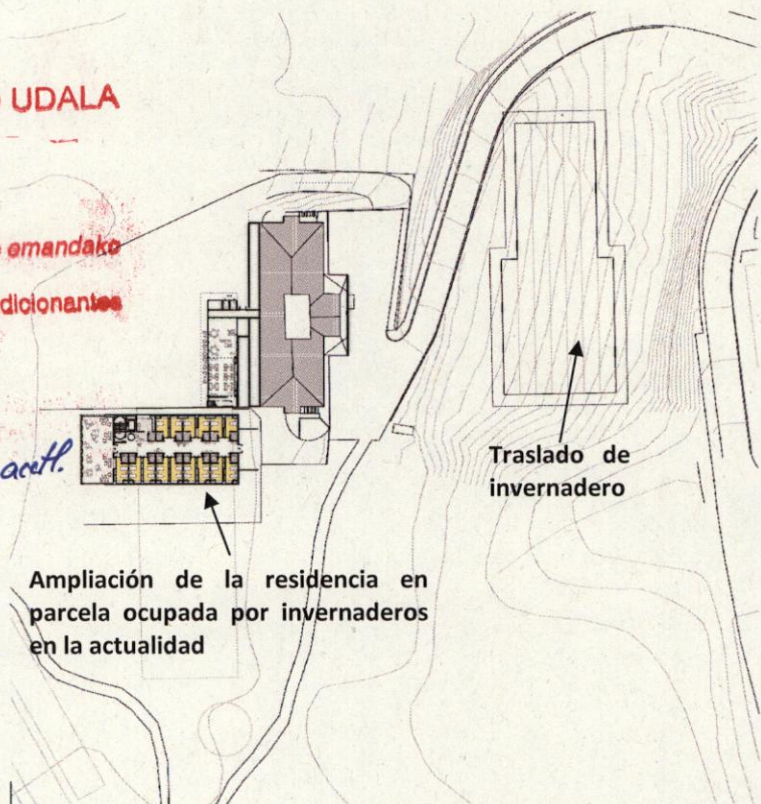 UDALA
emandako
dicionantes
Traslado de
invernadero
Ampliación de la residencia en
parcela ocupada por invernaderos
en la actualidad